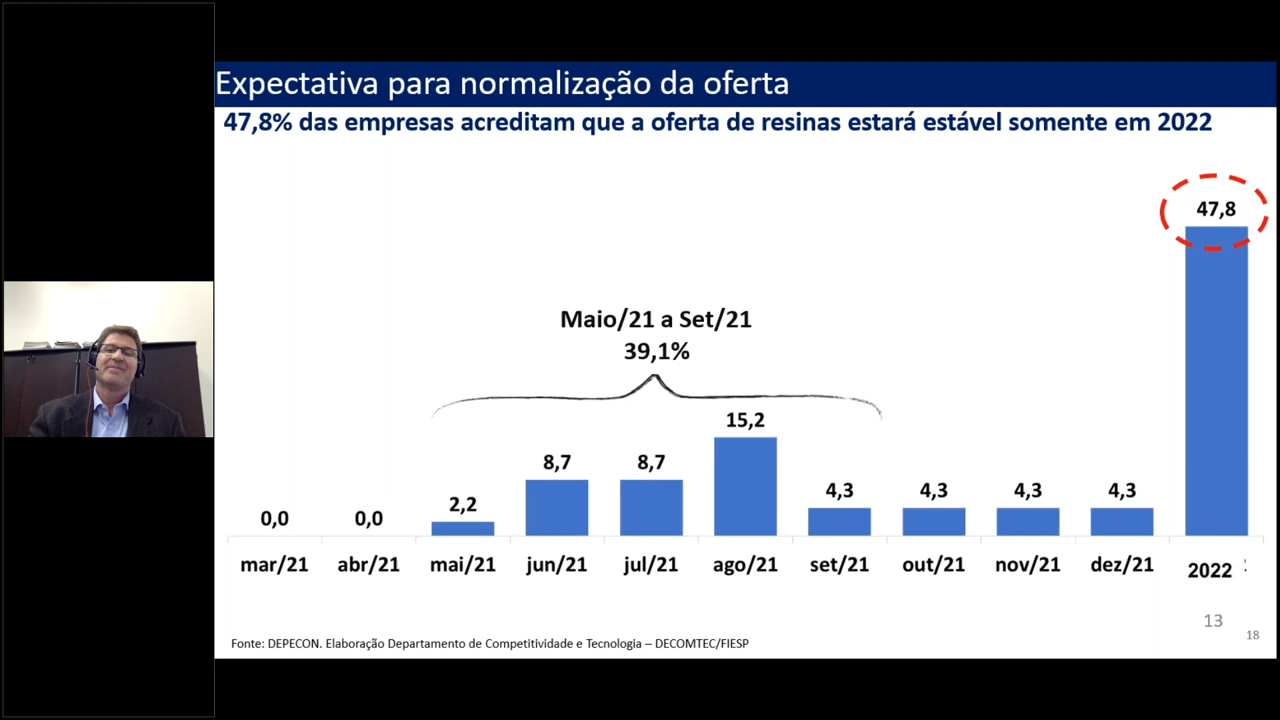 Expectativa para normalização da oferta
47,8% das empresas acreditam que a oferta de resinas estará estável somente em 2022
47,8
Maio/21 a Set/21
39,1%
0,0 0,0 2,2 8,7 8,7 15,2 4,3 4,3 4,3 4,3
mar/21 abr/21 mai/21 jun/21 jul/21 ago/21 set/21 out/21 nov/21 dez/21 2022
13
18
Fonte: DEPECON. Elaboração Departamento de Competitividade e Tecnologia – DECOMTEC/FIESP